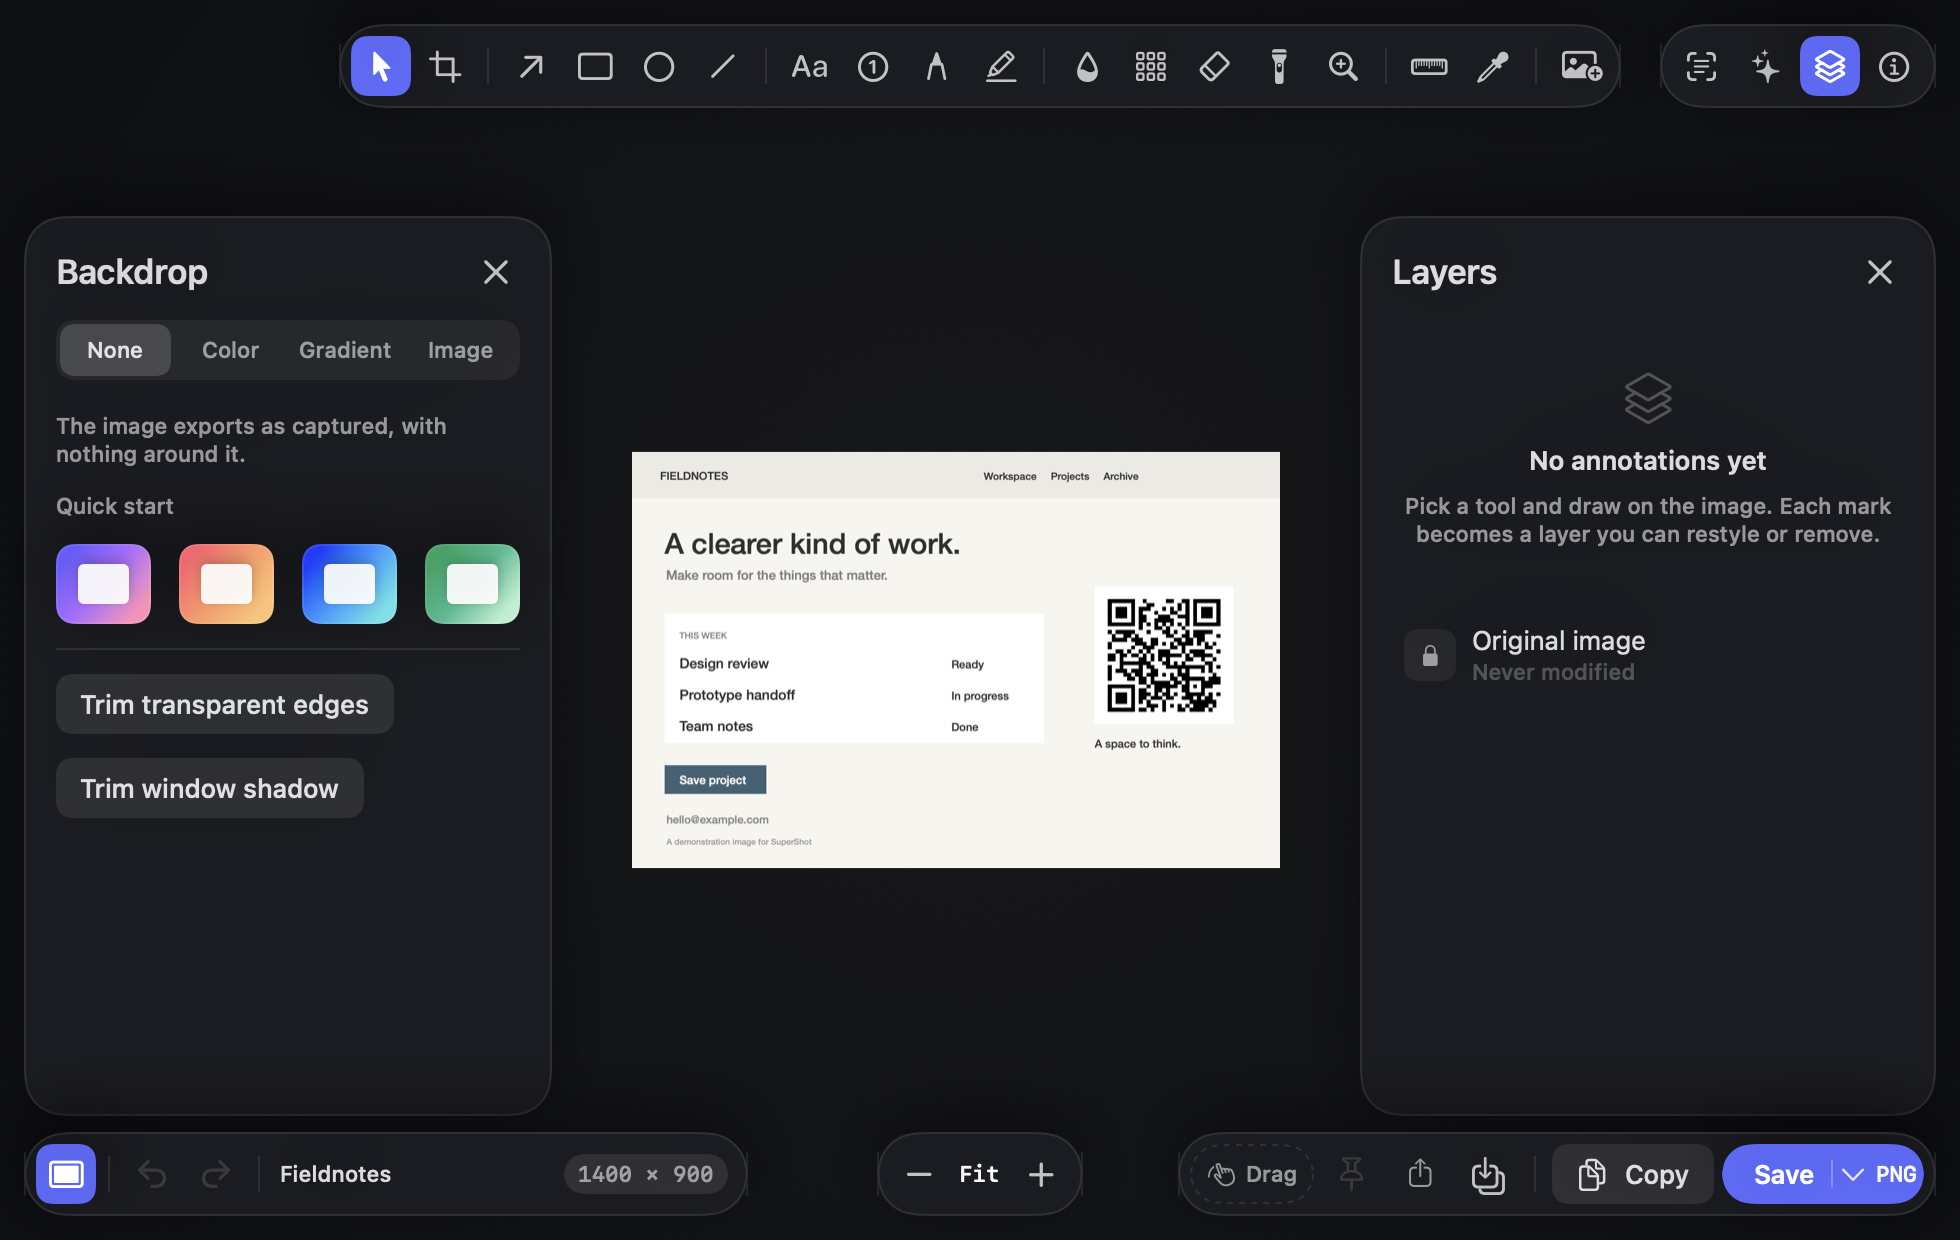 Aa
1
Backdrop
None Color Gradient Image
The image exports as captured, with
nothing around it.
Quick start
Trim transparent edges
Trim window shadow
FIELDNOTES
Workspace Projects Archive
A clearer kind of work.
Make room for the things that matter.
THIS WEEK
Design review Ready
Prototype handoff In progress
Team notes Done
A space to think.
Save project
hello@example.com
A demonstration image for SuperShot
Layers
No annotations yet
Pick a tool and draw on the image. Each mark
becomes a layer you can restyle or remove.
Original image
Never modified
Fieldnotes 1400 × 900
Fit
Drag
Copy
Save PNG